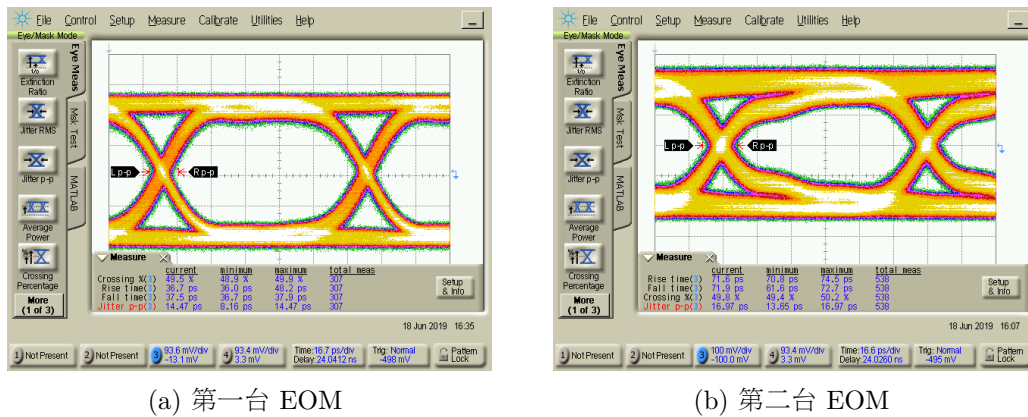 File Control Setup Measure Calibrate Utilities Help
Eye/Mask Mode
Extinction
Ratio
Jitter RMS
Jitter p-p
Average
Power
Crossing
Percentage
More
(1 of 3)
Eye Meas
Msk Test
MATLAB
L p-p
R p-p
Measure
current minimum maximum total meas
Crossing %(3) 49.5 % 48.9 % 49.9 % 307
Rise time(3) 36.7 ps 36.0 ps 48.2 ps 307
Fall time(3) 37.5 ps 36.7 ps 37.9 ps 307
Jitter p-p(3) 14.47 ps 8.16 ps 14.47 ps 307
Setup
& Info
18 Jun 2019 16:35
1 Not Present
2 Not Present
3 93.6 mV/div
-13.1 mV
4 93.4 mV/div
3.3 mV
Time:16.7 ps/div
Delay:24.0412 ns
Trig: Normal
-498 mV
Pattern
Lock
(a) 第一台 EOM
File Control Setup Measure Calibrate Utilities Help
Eye/Mask Mode
Extinction
Ratio
Jitter RMS
Jitter p-p
Average
Power
Crossing
Percentage
More
(1 of 3)
Eye Meas
Msk Test
MATLAB
L p-p
R p-p
Measure
current minimum maximum total meas
Rise time(3) 71.6 ps 70.8 ps 74.5 ps 538
Fall time(3) 71.9 ps 61.6 ps 72.7 ps 538
Crossing %(3) 49.8 % 49.4 % 50.2 % 538
Jitter p-p(3) 16.97 ps 13.65 ps 16.97 ps 538
Setup
& Info
18 Jun 2019 16:07
1 Not Present
2 Not Present
3 100 mV/div
-100.0 mV
4 93.4 mV/div
3.3 mV
Time:16.6 ps/div
Delay:24.0260 ns
Trig: Normal
-495 mV
Pattern
Lock
(b) 第二台 EOM